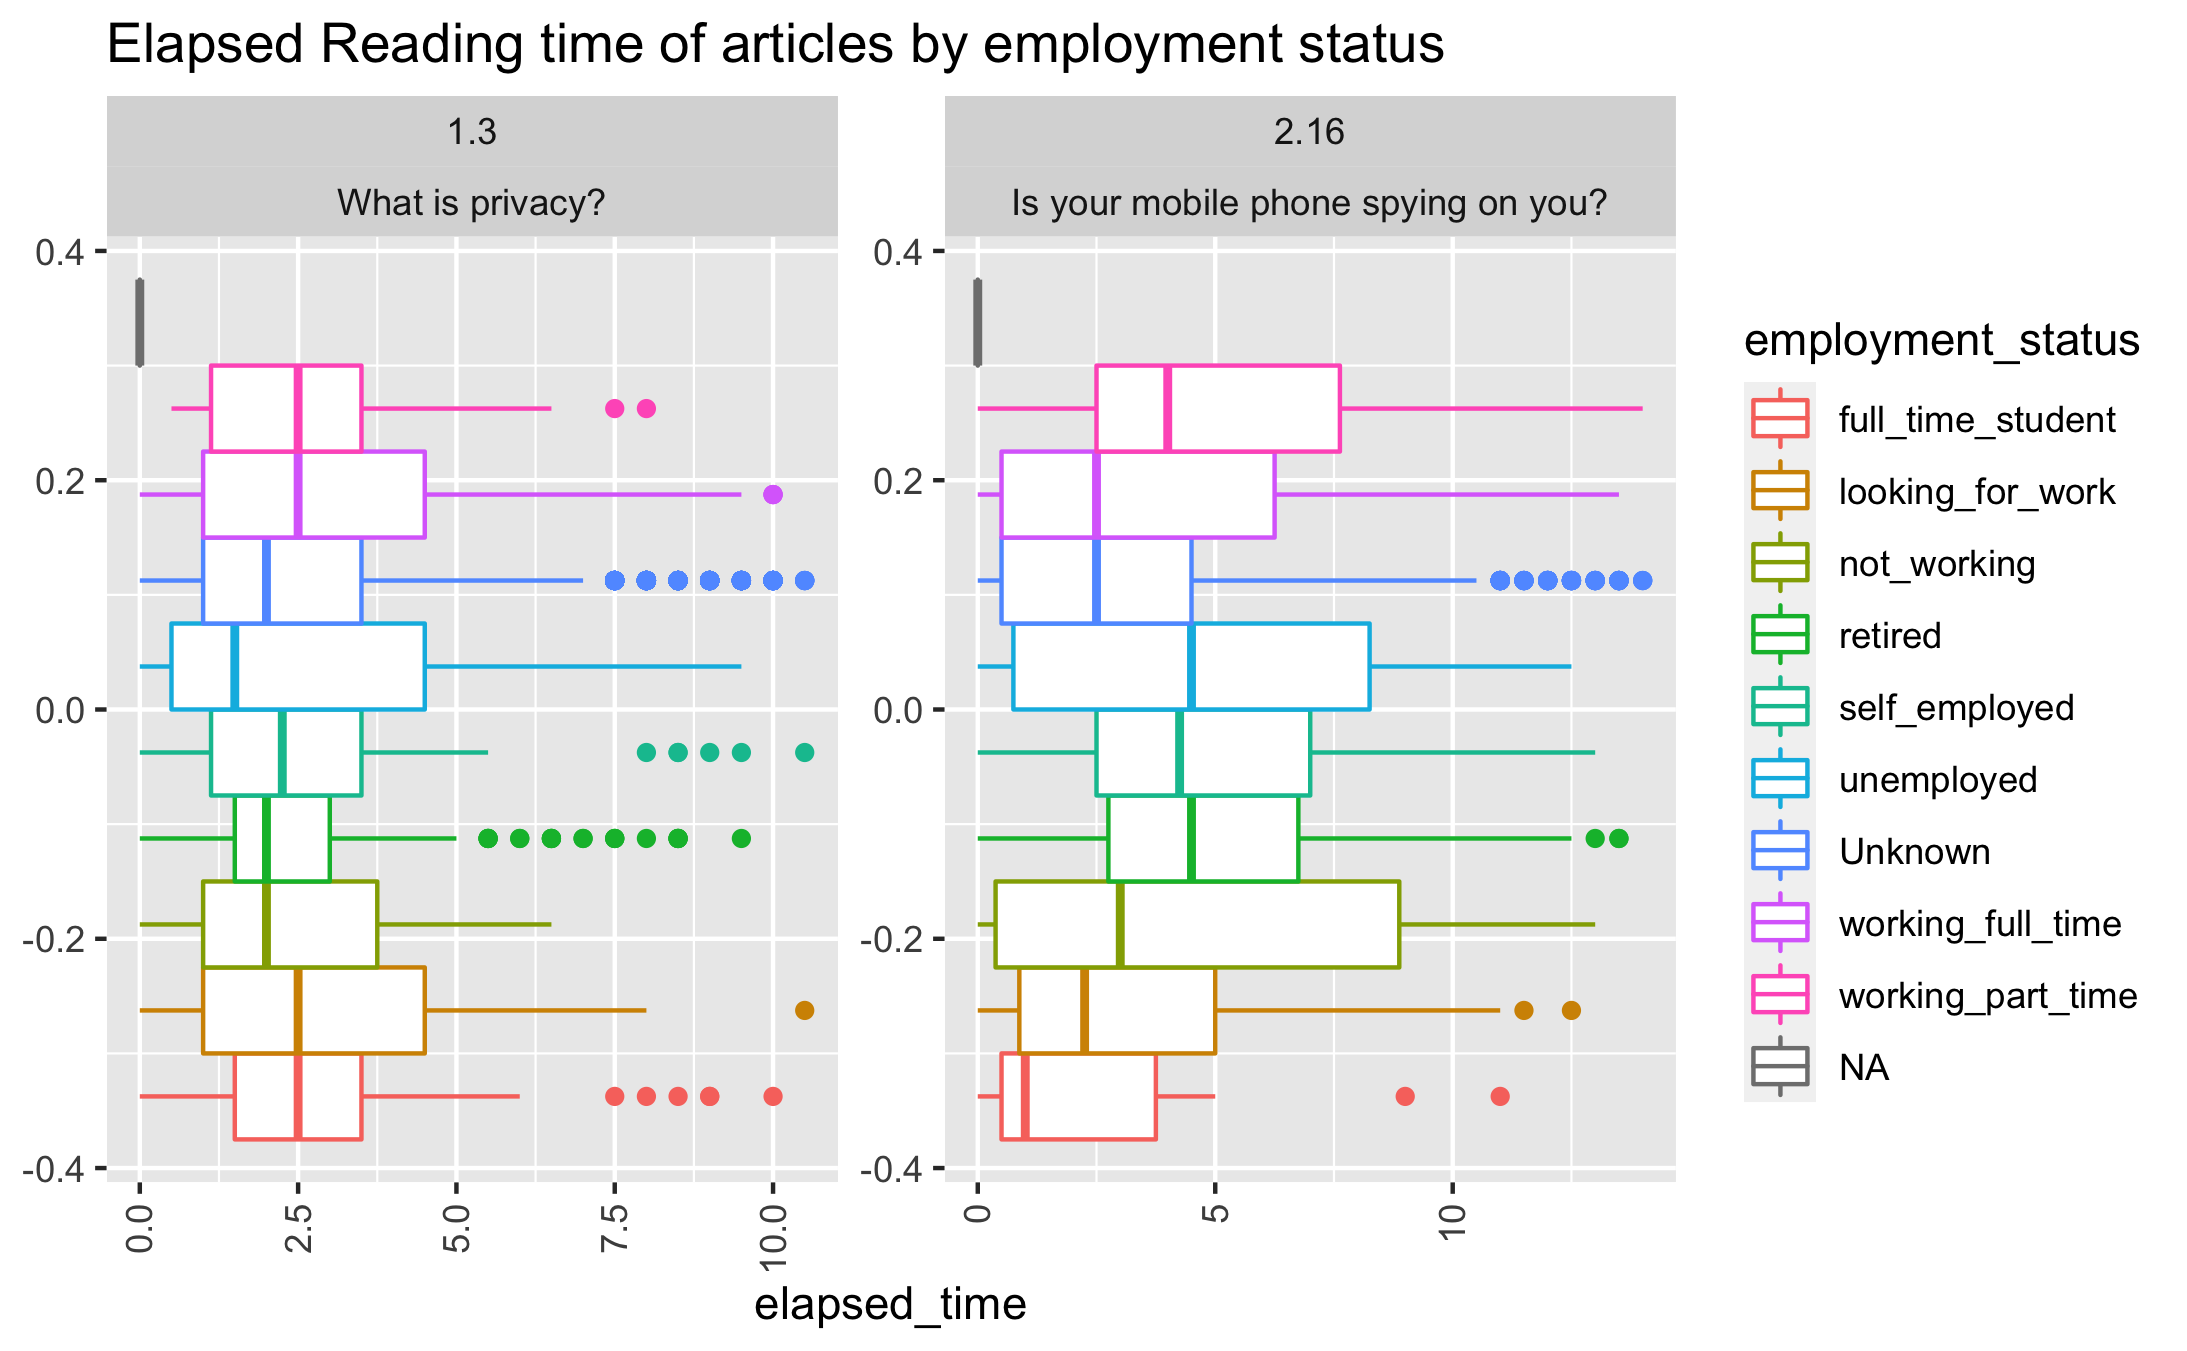 Elapsed Reading time of articles by employment status
1.3
What is privacy?
0.4
0.2
0.0
-0.2
-0.4
0.0
2.5
5.0
7.5
10.0
2.16
Is your mobile phone spying on you?
0.4
0.2
0.0
-0.2
-0.4
0
5
10
elapsed_time
employment_status
full_time_student
looking_for_work
not_working
retired
self_employed
unemployed
Unknown
working_full_time
working_part_time
NA